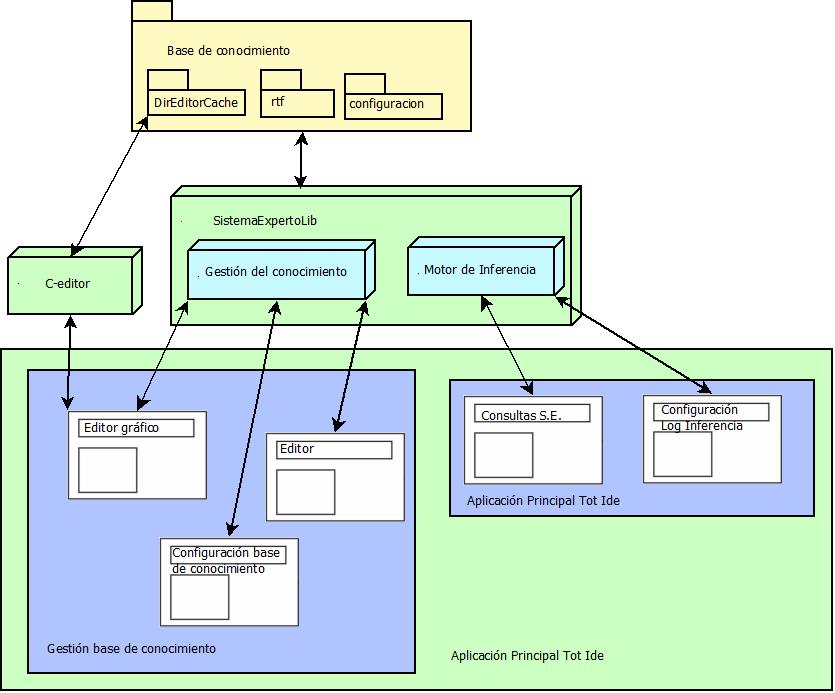 Base de conocimiento
DirEditorCache
rtf
configuracion
SistemaExpertoLib
Gestión del conocimiento
Motor de Inferencia
C-editor
Editor gráfico
Editor
Configuración base
de conocimiento
Gestión base de conocimiento
Consultas S.E.
Configuración
Log Inferencia
Aplicación Principal Tot Ide
Aplicación Principal Tot Ide